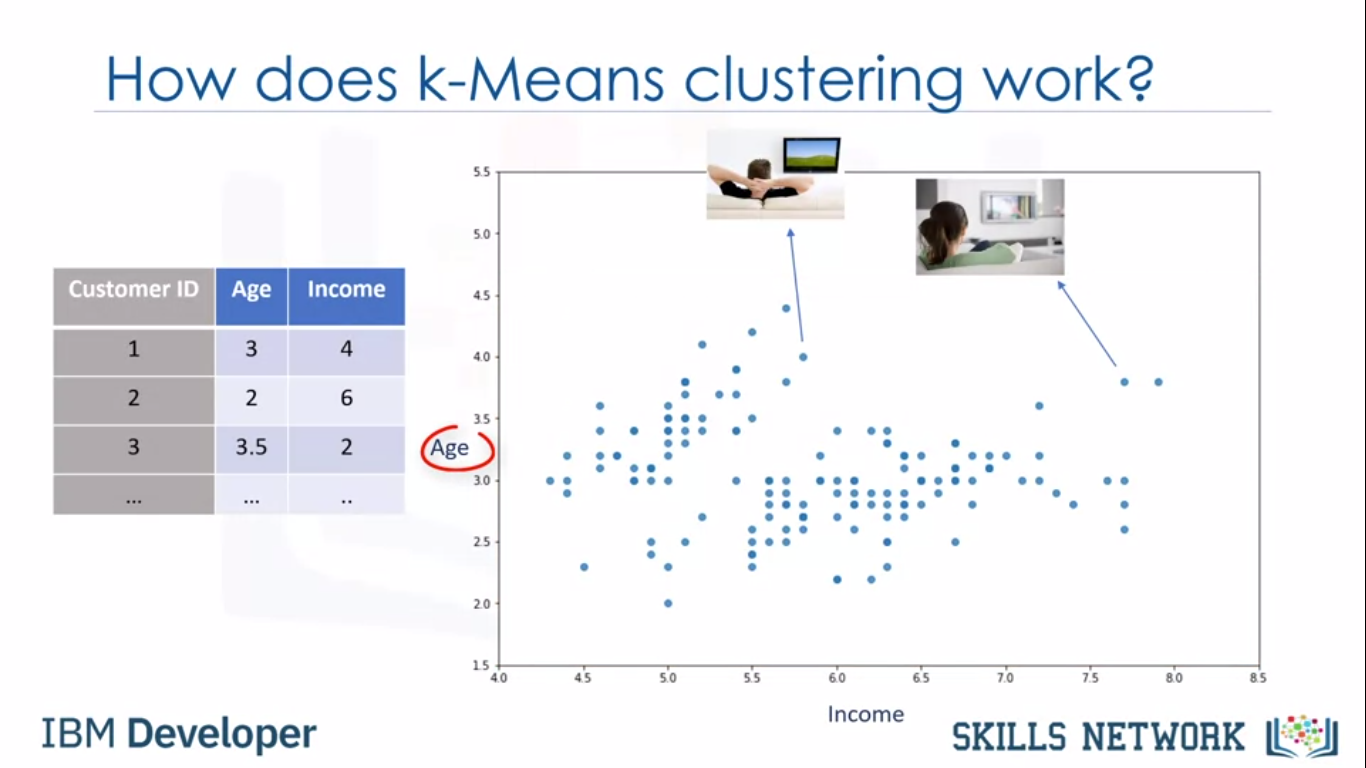 How does k-Means clustering work?
Customer ID Age Income
1 3 4
2 2 6
3 3.5 2
... ... ..
Age
5.5
5.0
4.5
4.0
3.5
3.0
2.5
2.0
1.5
4.0 4.5 5.0 5.5 6.0 6.5 7.0 7.5 8.0 8.5
Income
IBM Developer
SKILLS NETWORK